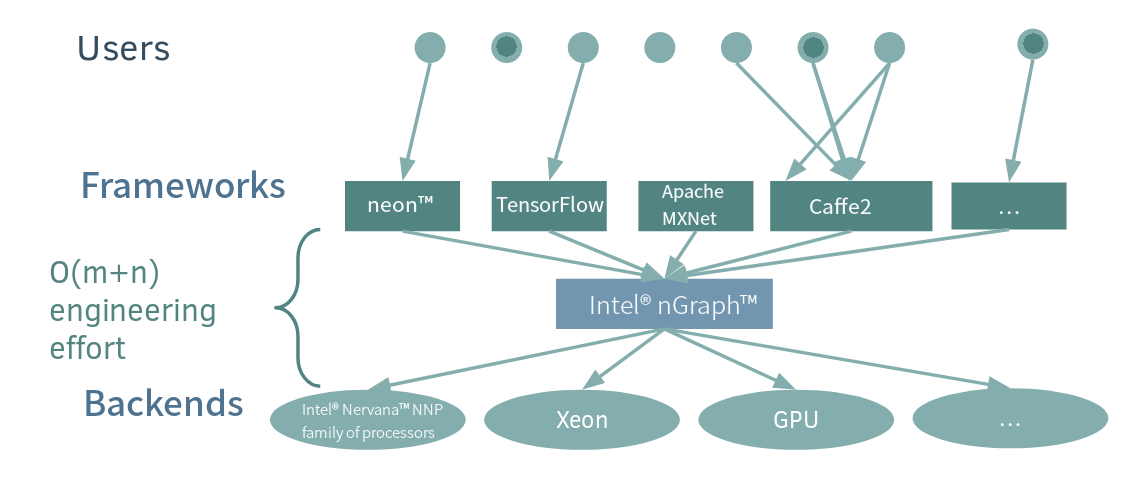 Users
Frameworks
neon™
TensorFlow
Apache
MXNet
Caffe2
...
O(m+n)
engineering
effort
Intel® nGraph™
Backends
Intel® Nervana™ NNP
family of processors
Xeon
GPU
...